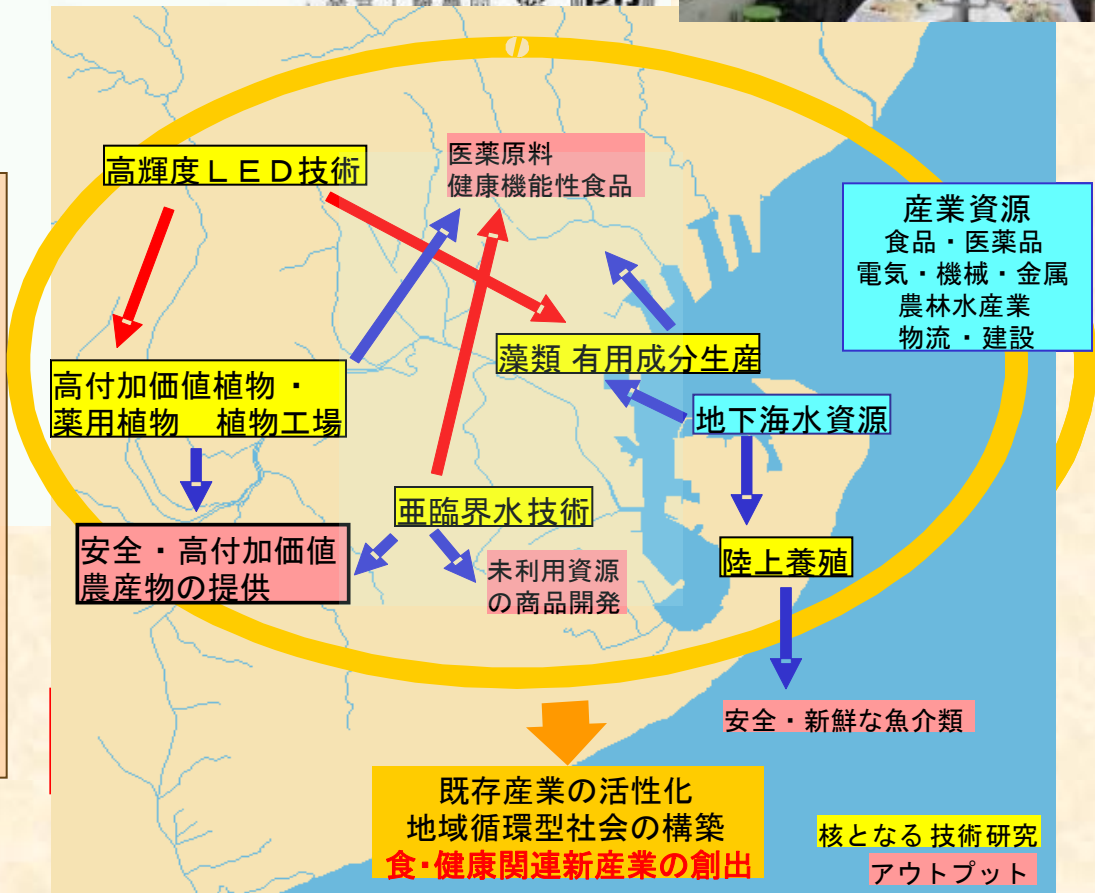 高輝度ＬＥＤ技術
医薬原料
健康機能性食品
産業資源
食品・医薬品
電気・機械・金属
農林水産業
物流・建設
藻類 有用成分生産
高付加価値植物・
薬用植物　植物工場
地下海水資源
亜臨界水技術
安全・高付加価値
農産物の提供
未利用資源
の商品開発
陸上養殖
安全・新鮮な魚介類
既存産業の活性化
地域循環型社会の構築
食・健康関連新産業の創出
核となる 技術研究
アウトプット